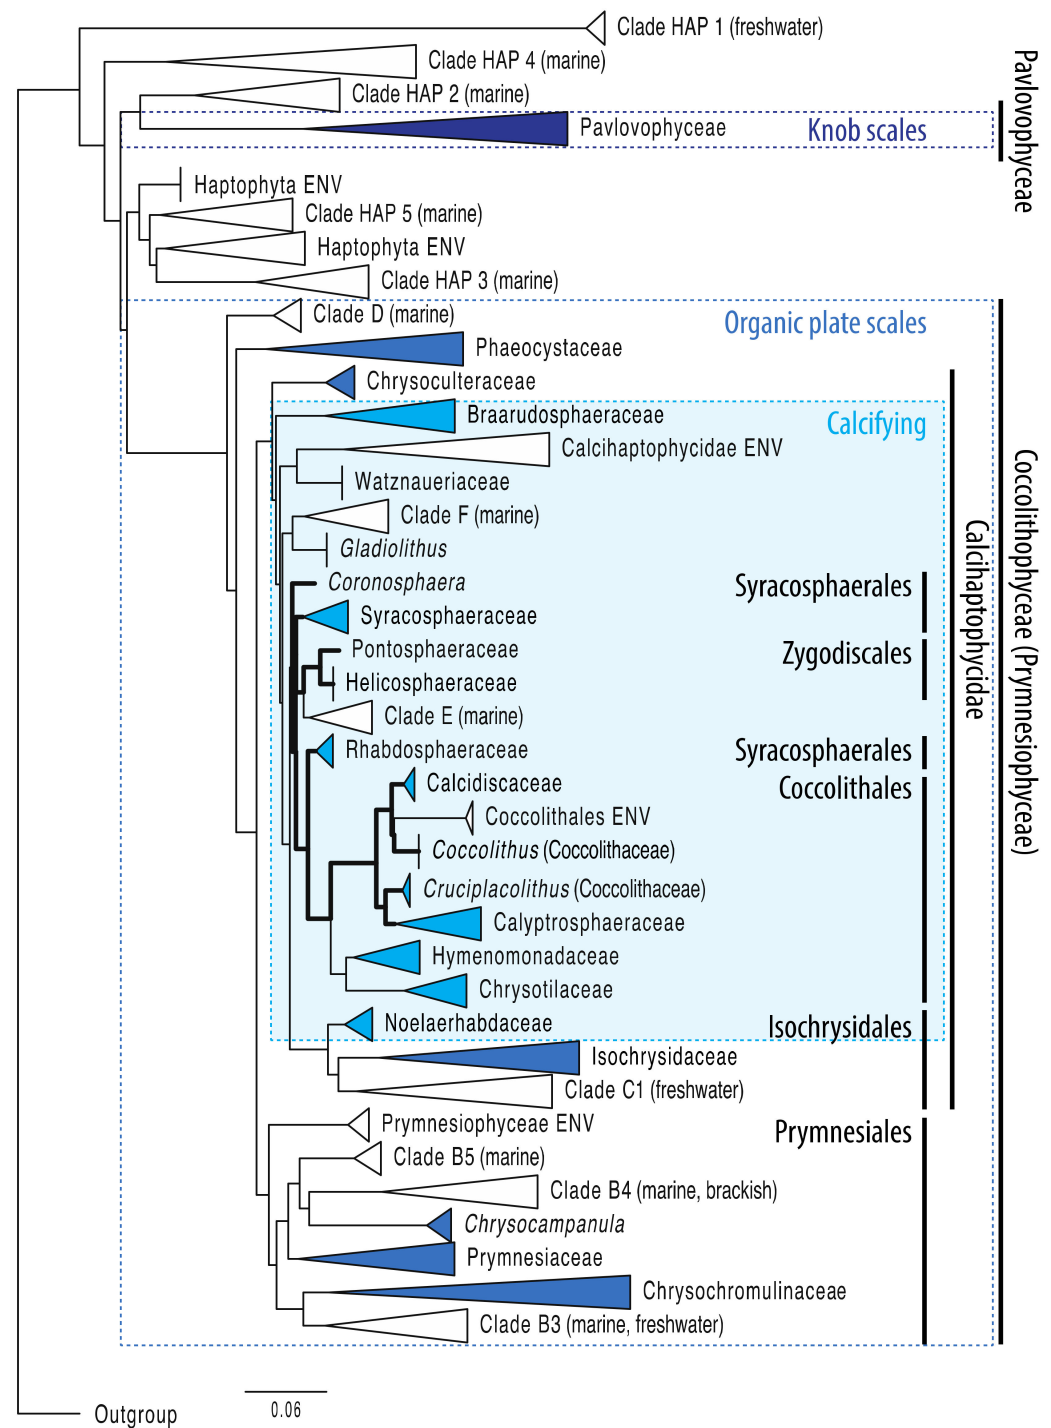 Clade HAP 1 (freshwater)
Clade HAP 4 (marine)
Clade HAP 2 (marine)
Pavlovophyceae
Knob scales
Pavlovophyceae
Haptophyta ENV
Clade HAP 5 (marine)
Haptophyta ENV
Clade HAP 3 (marine)
Clade D (marine)
Organic plate scales
Phaeocystaceae
Chrysoculteraceae
Braarudosphaeraceae
Calcifying
Calcihaptophycidae ENV
Watznaueriaceae
Clade F (marine)
Gladiolithus
Coronosphaera
Syracosphaerales
Syracosphaeraceae
Pontosphaeraceae
Zygodiscales
Helicosphaeraceae
Clade E (marine)
Rhabdosphaeraceae
Syracosphaerales
Calcidiscaceae
Coccolithales
Coccolithales ENV
Coccolithus (Coccolithaceae)
Cruciplacolithus (Coccolithaceae)
Calyptrosphaeraceae
Hymenomonadaceae
Chrysotilaceae
Noelaerhabdaceae
Isochrysidales
Isochrysidaceae
Clade C1 (freshwater)
Calcihaptophycidae
Coccolithophyceae (Prymnesiophyceae)
Prymnesiophyceae ENV
Prymnesiales
Clade B5 (marine)
Clade B4 (marine, brackish)
Chrysocampanula
Prymnesiaceae
Chrysochromulinaceae
Clade B3 (marine, freshwater)
0.06
Outgroup